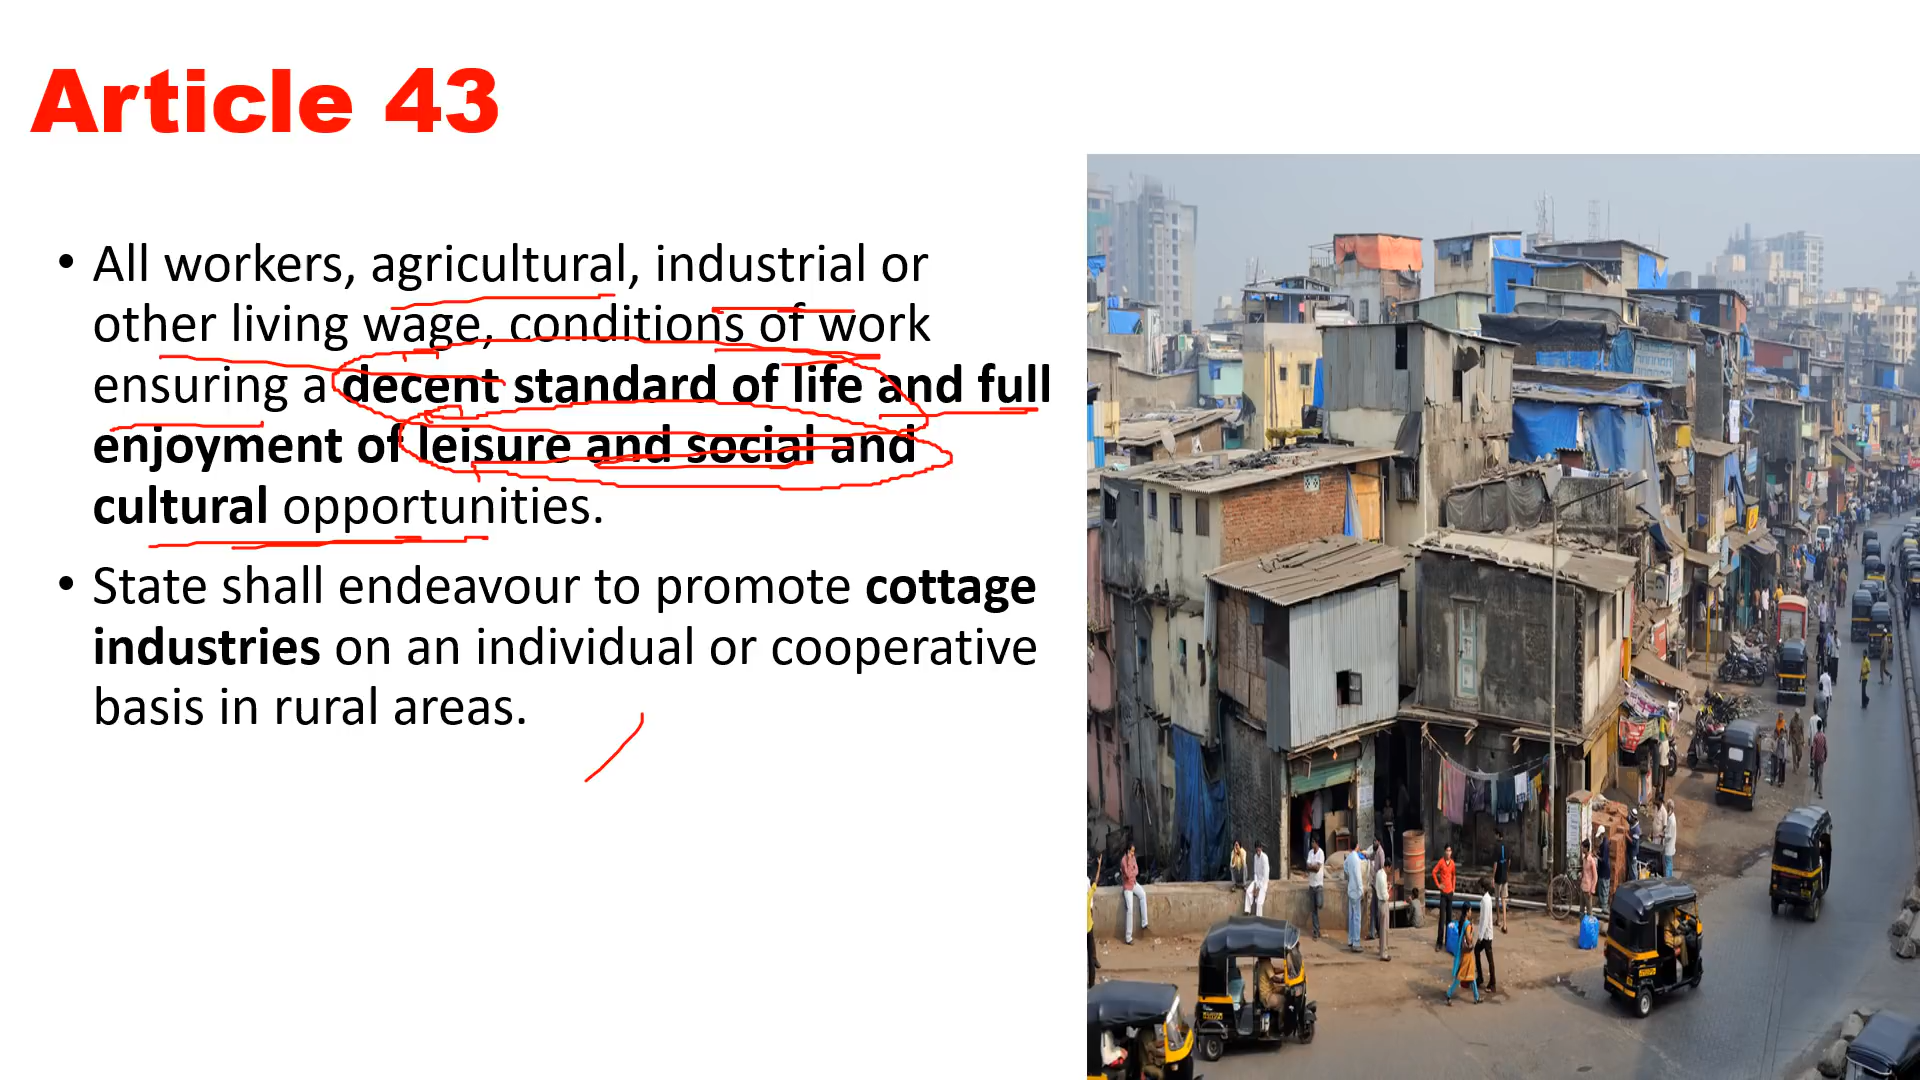 Article 43
• All workers, agricultural, industrial or
other living wage, conditions of work
ensuring a decent standard of life and full
enjoyment of leisure and social and
cultural opportunities.
• State shall endeavour to promote cottage
industries on an individual or cooperative
basis in rural areas.